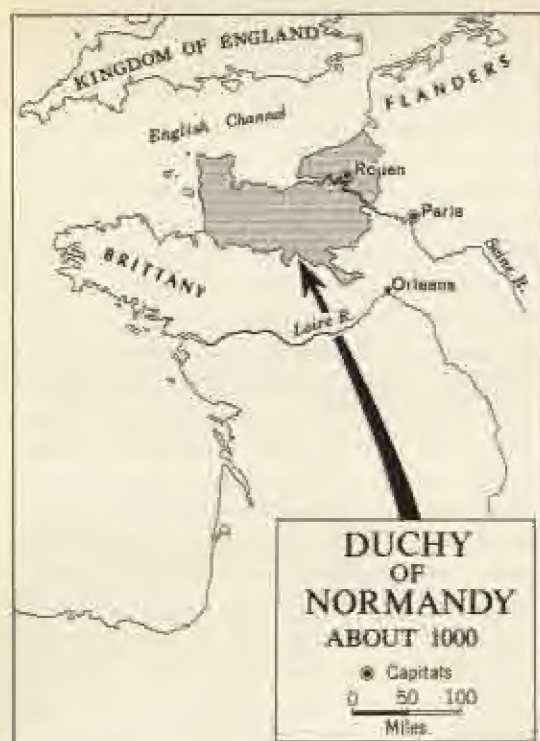 KINGDOM OF ENGLAND
FLANDERS
English Channel
Rouen
Paris
BRITTANY
Seine R.
Orleans
Loire R.
DUCHY
OF
NORMANDY
ABOUT 1000
Capitals
0 50 100
Miles